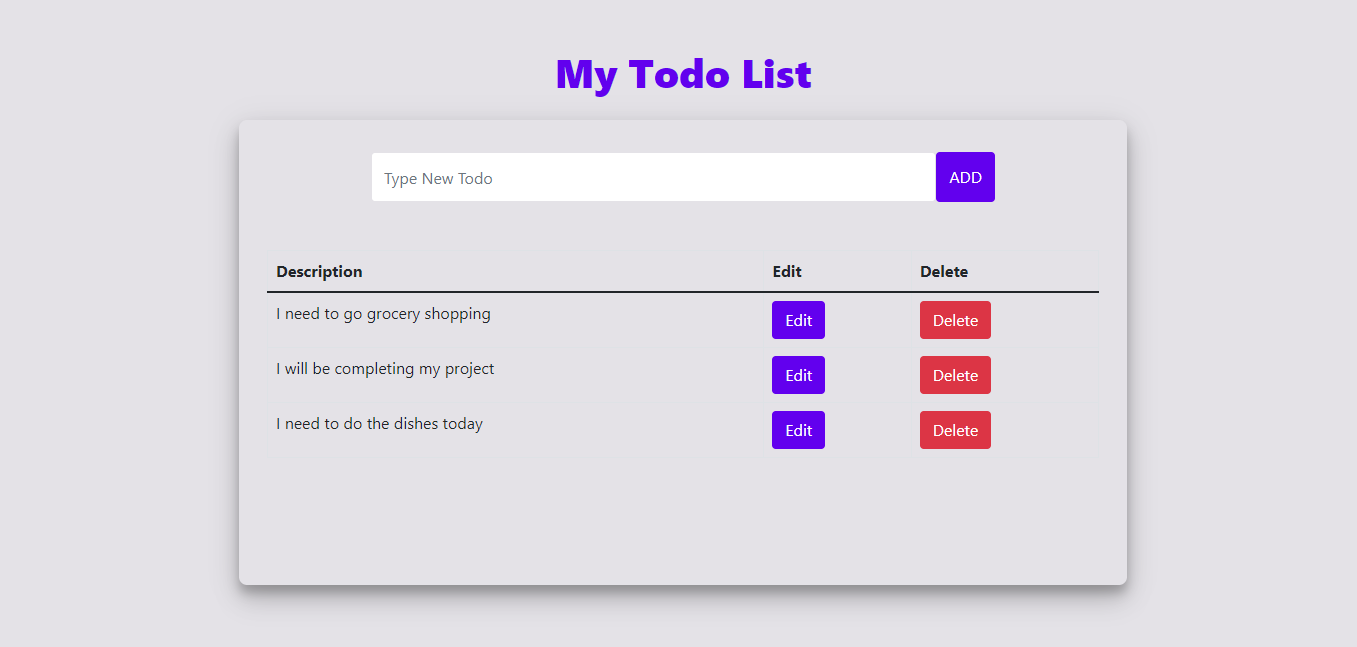 My Todo List
Type New Todo ADD
Description Edit Delete
I need to go grocery shopping Edit Delete
I will be completing my project Edit Delete
I need to do the dishes today Edit Delete